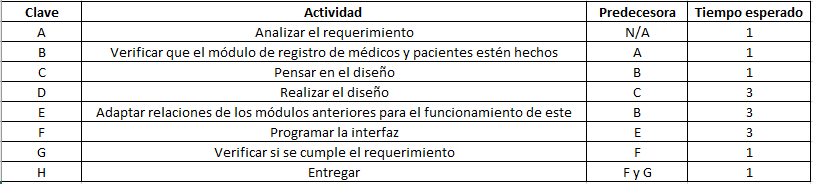 Clave Actividad Predecesora Tiempo esperado
A Analizar el requerimiento N/A 1
B Verificar que el módulo de registro de médicos y pacientes estén hechos A 1
C Pensar en el diseño B 1
D Realizar el diseño C 3
E Adaptar relaciones de los módulos anteriores para el funcionamiento de este B 3
F Programar la interfaz E 3
G Verificar si se cumple el requerimiento F 1
H Entregar F y G 1